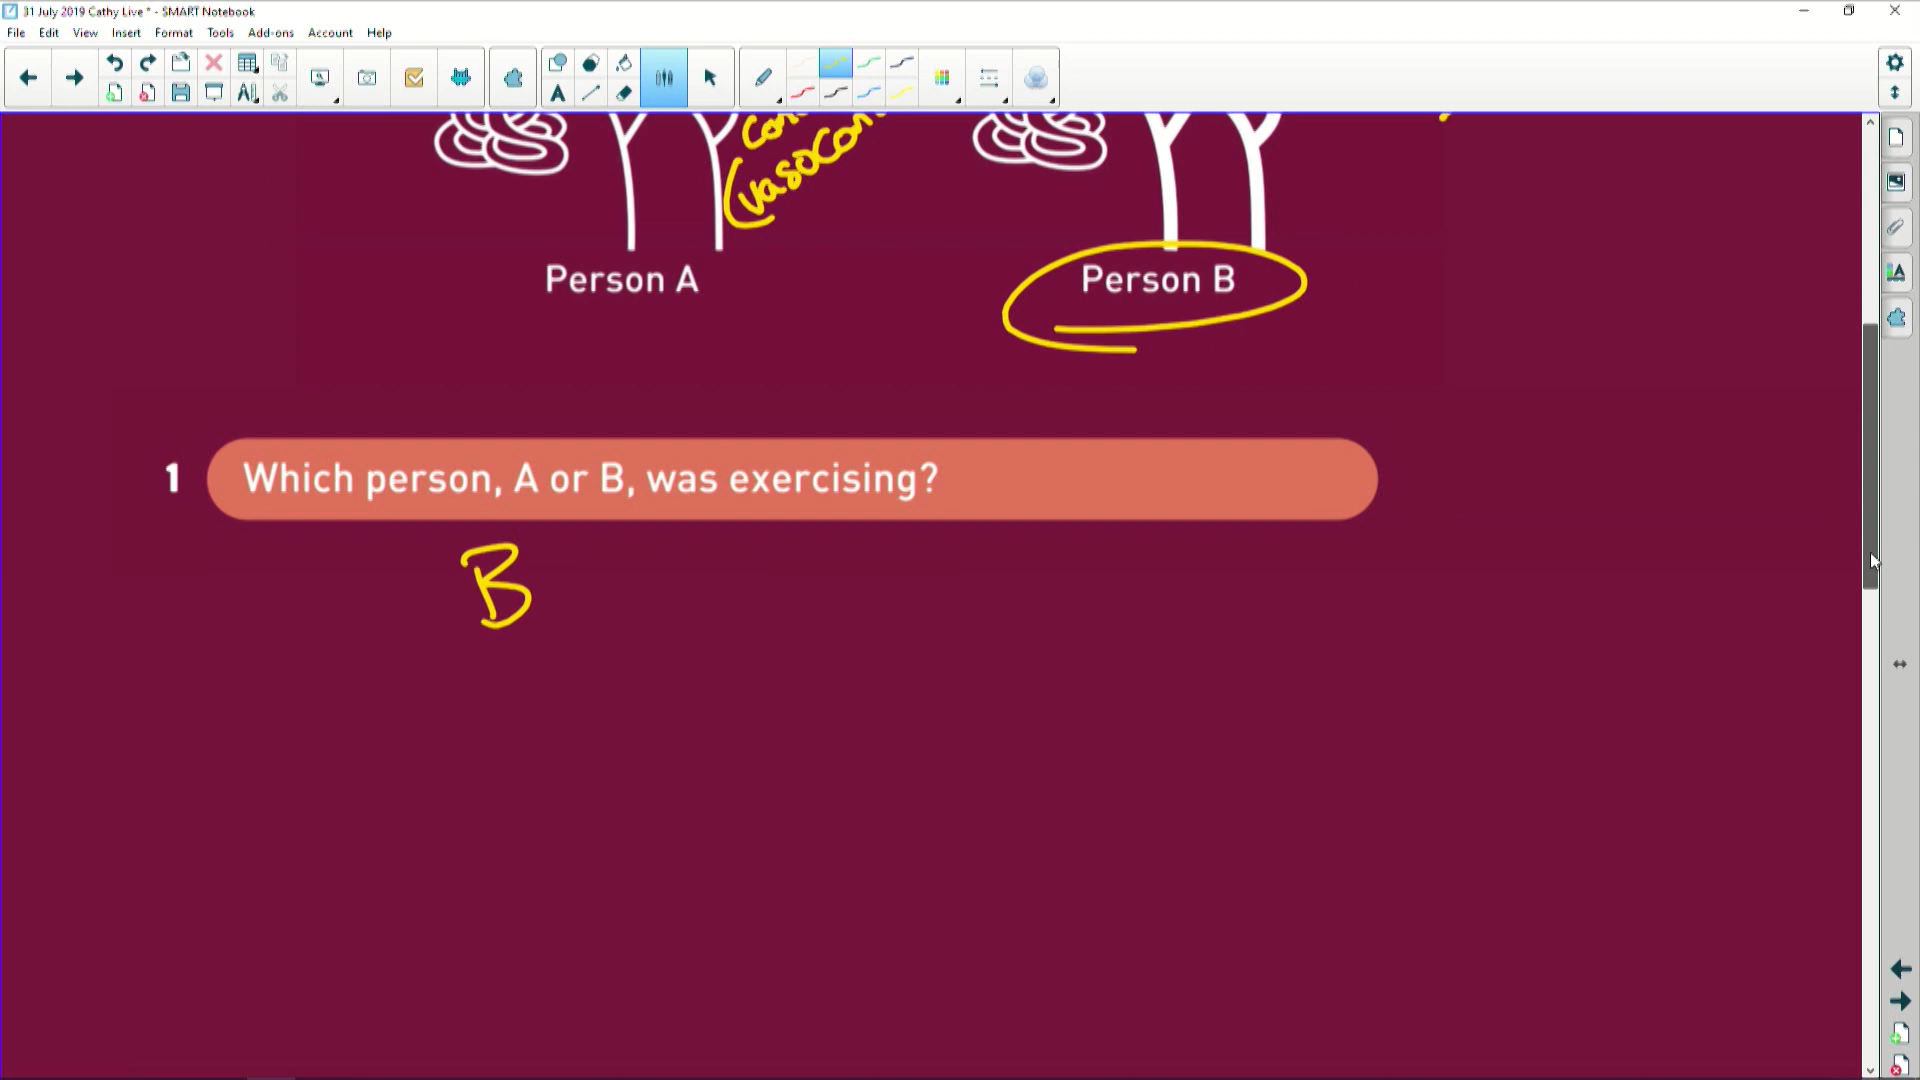 31 July 2019 Cathy Live * - SMART Notebook
File Edit View Insert Format Tools Add-ons Account Help
Person A
Person B
1 Which person, A or B, was exercising?
B